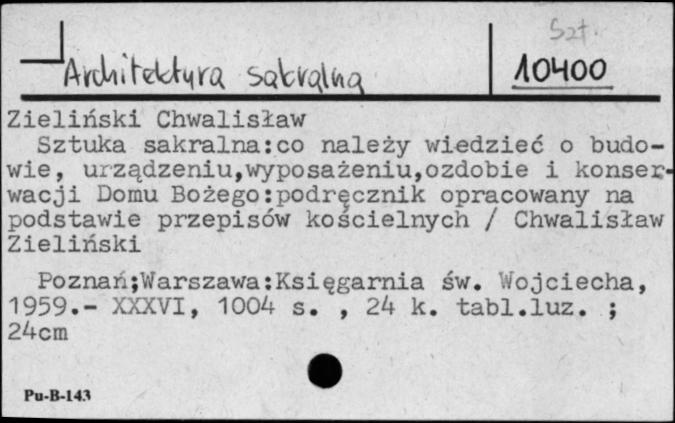 Szt.
Architektura sakralna
10400
Zieliński Chwalisław
Sztuka sakralna:co należy wiedzieć o budo-
wie, urządzeniu,wyposażeniu,ozdobie i konser-
wacji Domu Bożego:podręcznik opracowany na
podstawie przepisów kościelnych / Chwalisław
Zieliński
Poznań;Warszawa:Księgarnia św. Wojciecha,
1959.- XXXVI, 1004 s. , 24 k. tabl.luz. ;
24cm
Pu-B-143